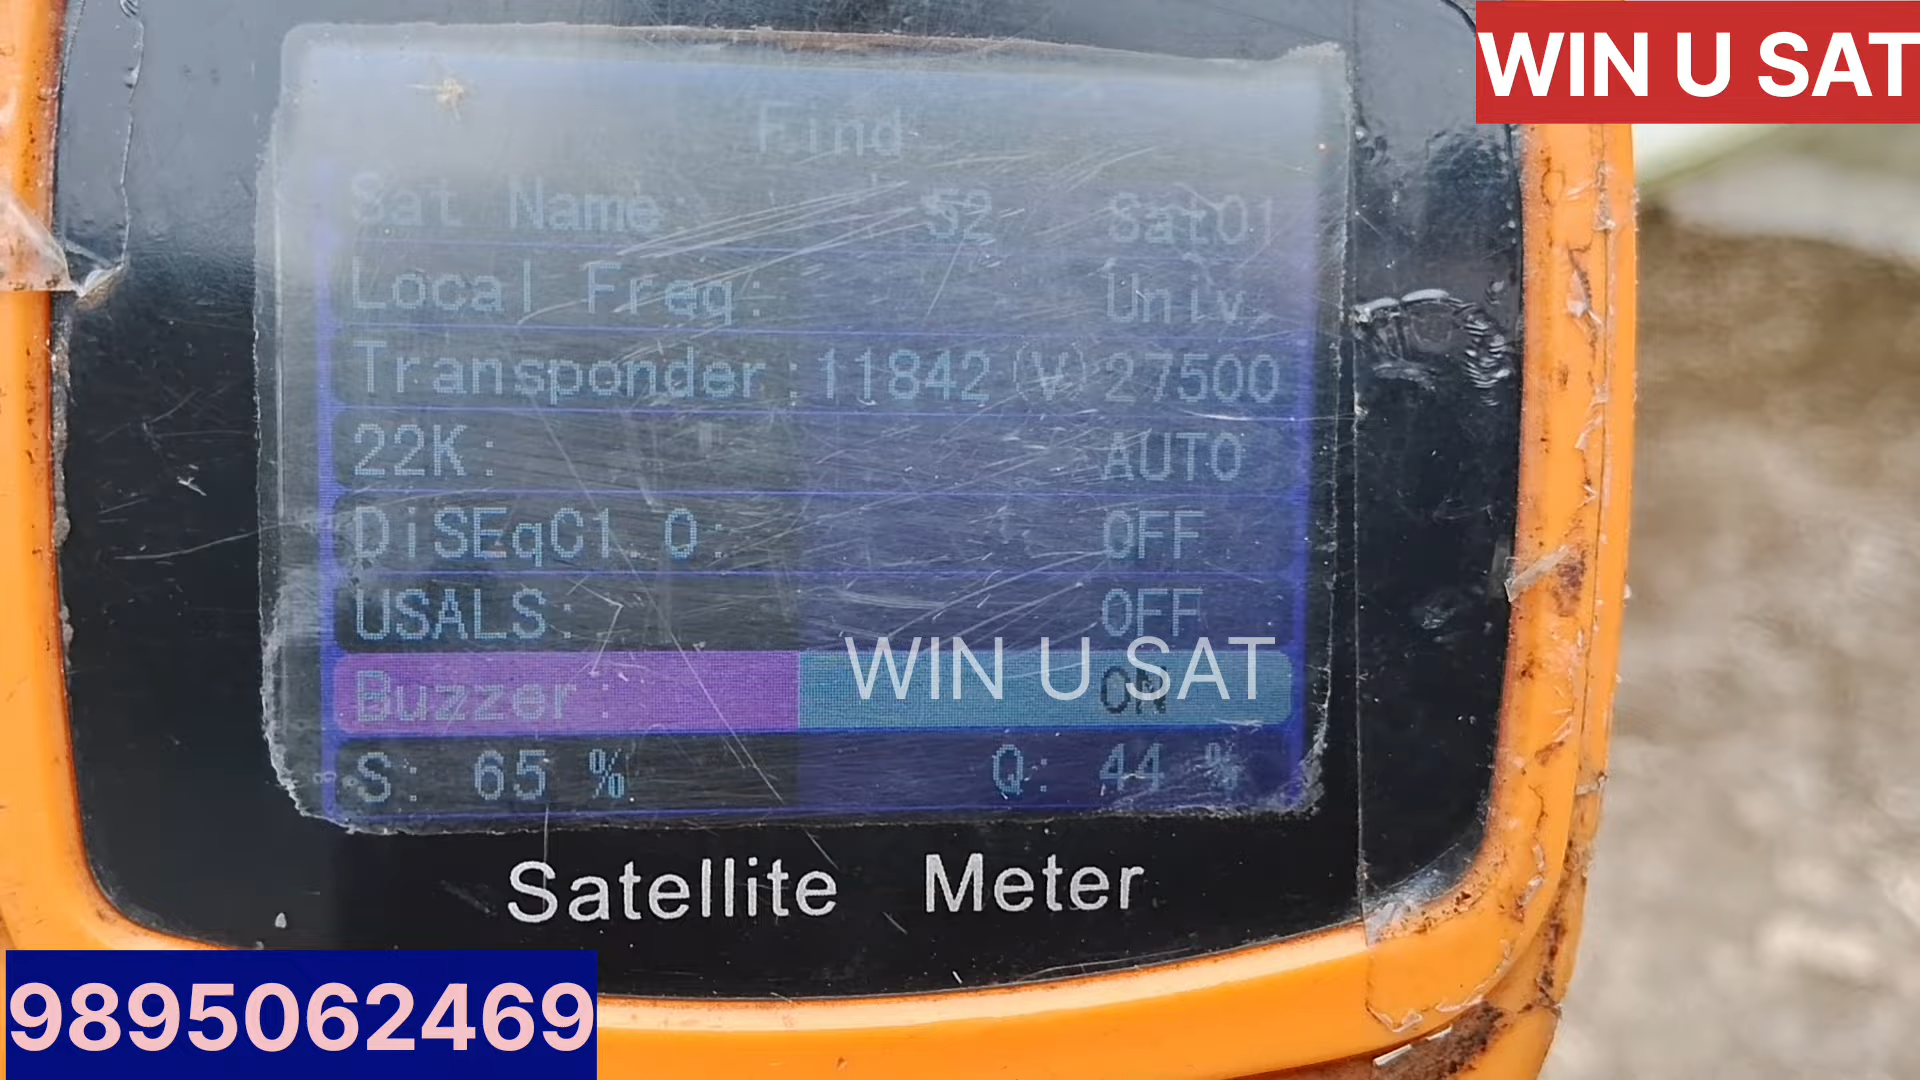 WIN U SAT
Find
Sat Name: 52 Sat01
Local Freq: Univ.
Transponder: 11842 (V) 27500
22K: AUTO
DiSEqC1.0: OFF
USALS: OFF
Buzzer: ON
WIN U SAT
S: 65 % Q: 44 %
Satellite Meter
9895062469